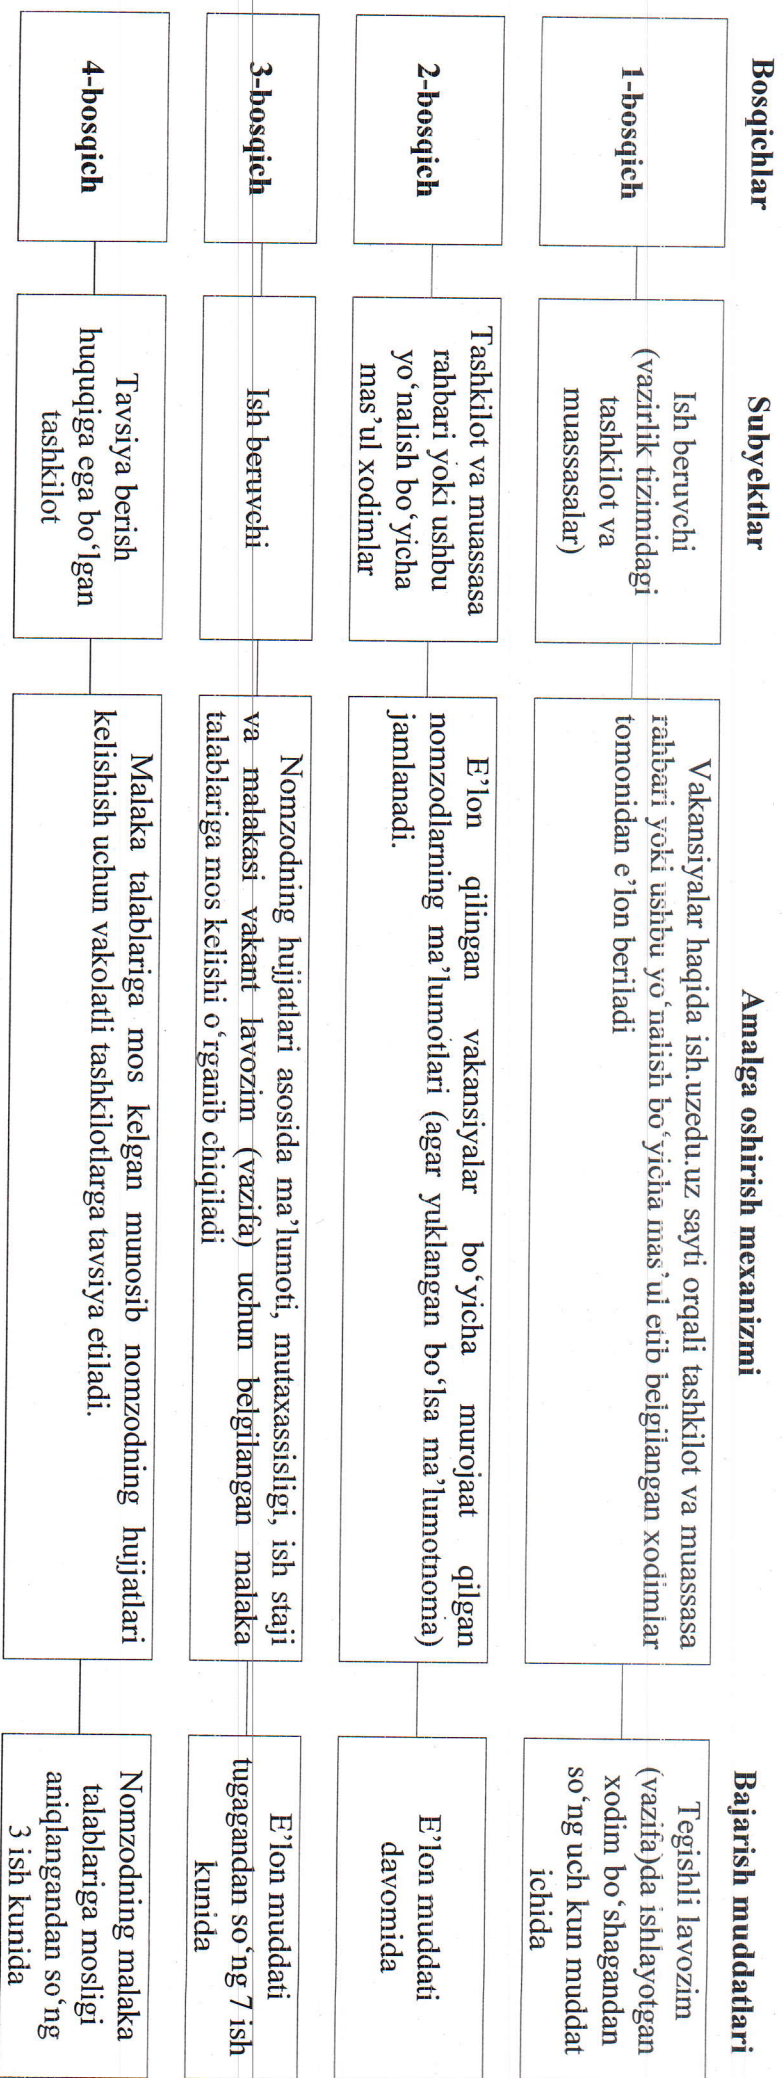 Bosqichlar
Subyektlar
Amalga oshirish mexanizmi
Bajarish muddatlari
1-bosqich
Ish beruvchi
(vazirlik tizimidagi
tashkilot va
muassasalar)
Vakansiyalar haqida ish.uzedu.uz sayti orqali tashkilot va muassasa
rahbari yoki ushbu yo‘nalish bo‘yicha mas’ul etib belgilangan xodimlar
tomonidan e’lon beriladi
Tegishli lavozim
(vazifa)da ishlayotgan
xodim bo‘shagandan
so‘ng uch kun muddat
ichida
2-bosqich
Tashkilot va muassasa
rahbari yoki ushbu
yo‘nalish bo‘yicha
mas’ul xodimlar
E’lon qilingan vakansiyalar bo‘yicha murojaat qilgan
nomzodlarning ma’lumotlari (agar yuklangan bo‘lsa ma’lumotnoma)
jamlanadi.
E’lon muddati
davomida
3-bosqich
Ish beruvchi
Nomzodning hujjatlari asosida ma’lumoti, mutaxassisligi, ish staji
va malakasi vakant lavozim (vazifa) uchun belgilangan malaka
talablariga mos kelishi o‘rganib chiqiladi
E’lon muddati
tugagandan so‘ng 7 ish
kunida
4-bosqich
Tavsiya berish
huquqiga ega bo‘lgan
tashkilot
Malaka talablariga mos kelgan munosib nomzodning hujjatlari
kelishish uchun vakolatli tashkilotlarga tavsiya etiladi.
Nomzodning malaka
talablariga mosligi
aniqlangandan so‘ng
3 ish kunida